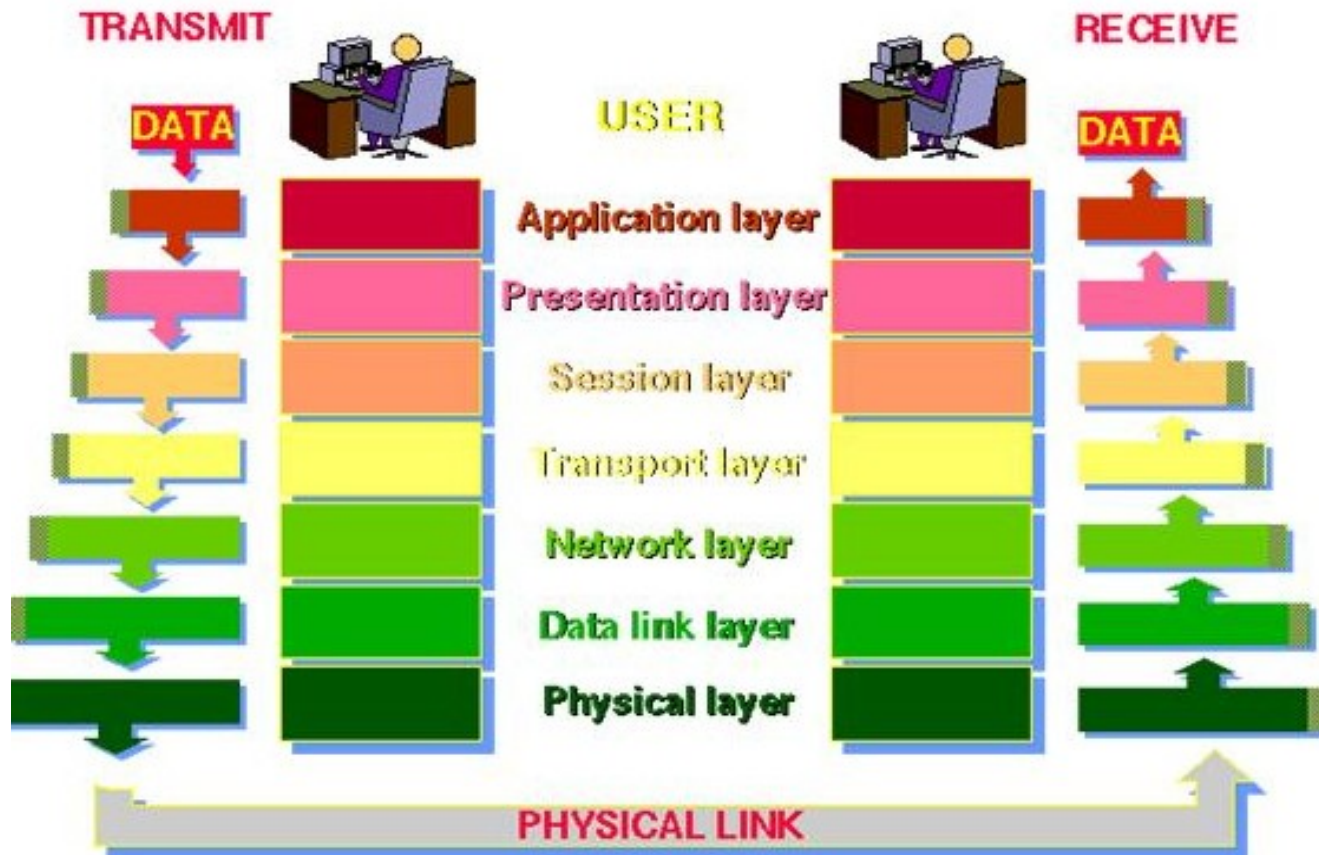 TRANSMIT
RECEIVE
DATA
USER
DATA
Application layer
Presentation layer
Session layer
Transport layer
Network layer
Data link layer
Physical layer
PHYSICAL LINK